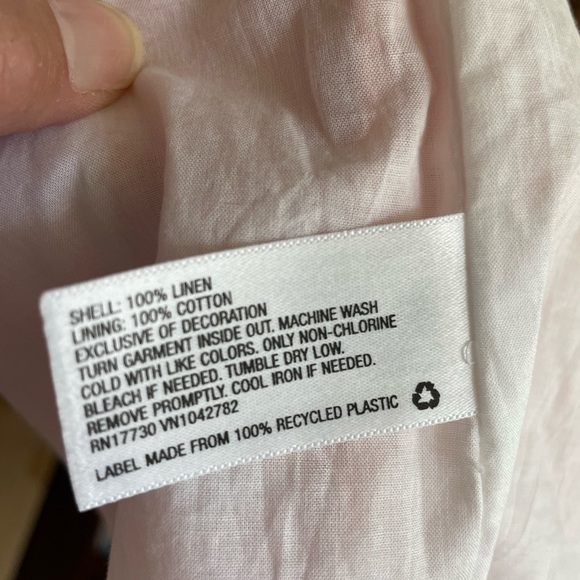 SHELL: 100% LINEN
LINING: 100% COTTON
EXCLUSIVE OF DECORATION
TURN GARMENT INSIDE OUT. MACHINE WASH
COLD WITH LIKE COLORS. ONLY NON-CHLORINE
BLEACH IF NEEDED. TUMBLE DRY LOW.
REMOVE PROMPTLY. COOL IRON IF NEEDED.
RN17730 VN1042782
LABEL MADE FROM 100% RECYCLED PLASTIC